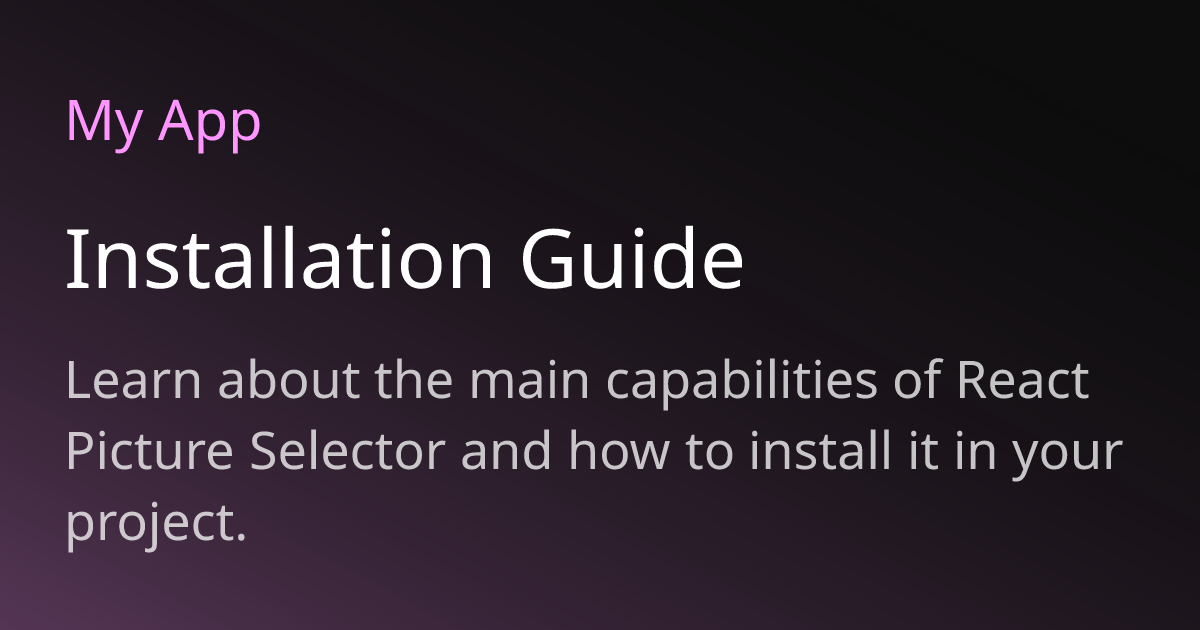 My App
Installation Guide
Learn about the main capabilities of React
Picture Selector and how to install it in your
project.